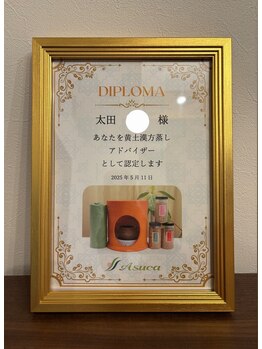 DIPLOMA
太田 様
あなたを黄土漢方蒸し
アドバイザー
として認定します
2025年5月11日
Asuca